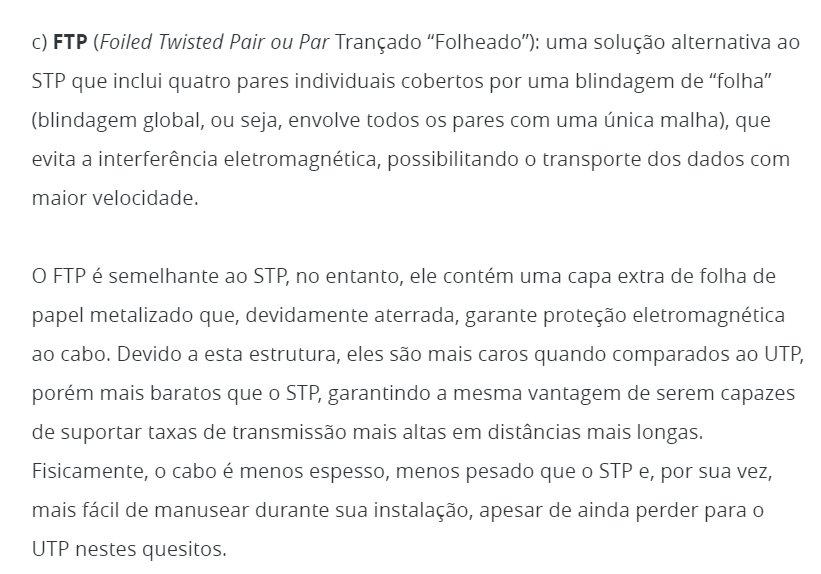 c) FTP (Foiled Twisted Pair ou Par Trançado “Folheado”): uma solução alternativa ao
STP que inclui quatro pares individuais cobertos por uma blindagem de “folha”
(blindagem global, ou seja, envolve todos os pares com uma única malha), que
evita a interferência eletromagnética, possibilitando o transporte dos dados com
maior velocidade.
O FTP é semelhante ao STP, no entanto, ele contém uma capa extra de folha de
papel metalizado que, devidamente aterrada, garante proteção eletromagnética
ao cabo. Devido a esta estrutura, eles são mais caros quando comparados ao UTP,
porém mais baratos que o STP, garantindo a mesma vantagem de serem capazes
de suportar taxas de transmissão mais altas em distâncias mais longas.
Fisicamente, o cabo é menos espesso, menos pesado que o STP e, por sua vez,
mais fácil de manusear durante sua instalação, apesar de ainda perder para o
UTP nestes quesitos.